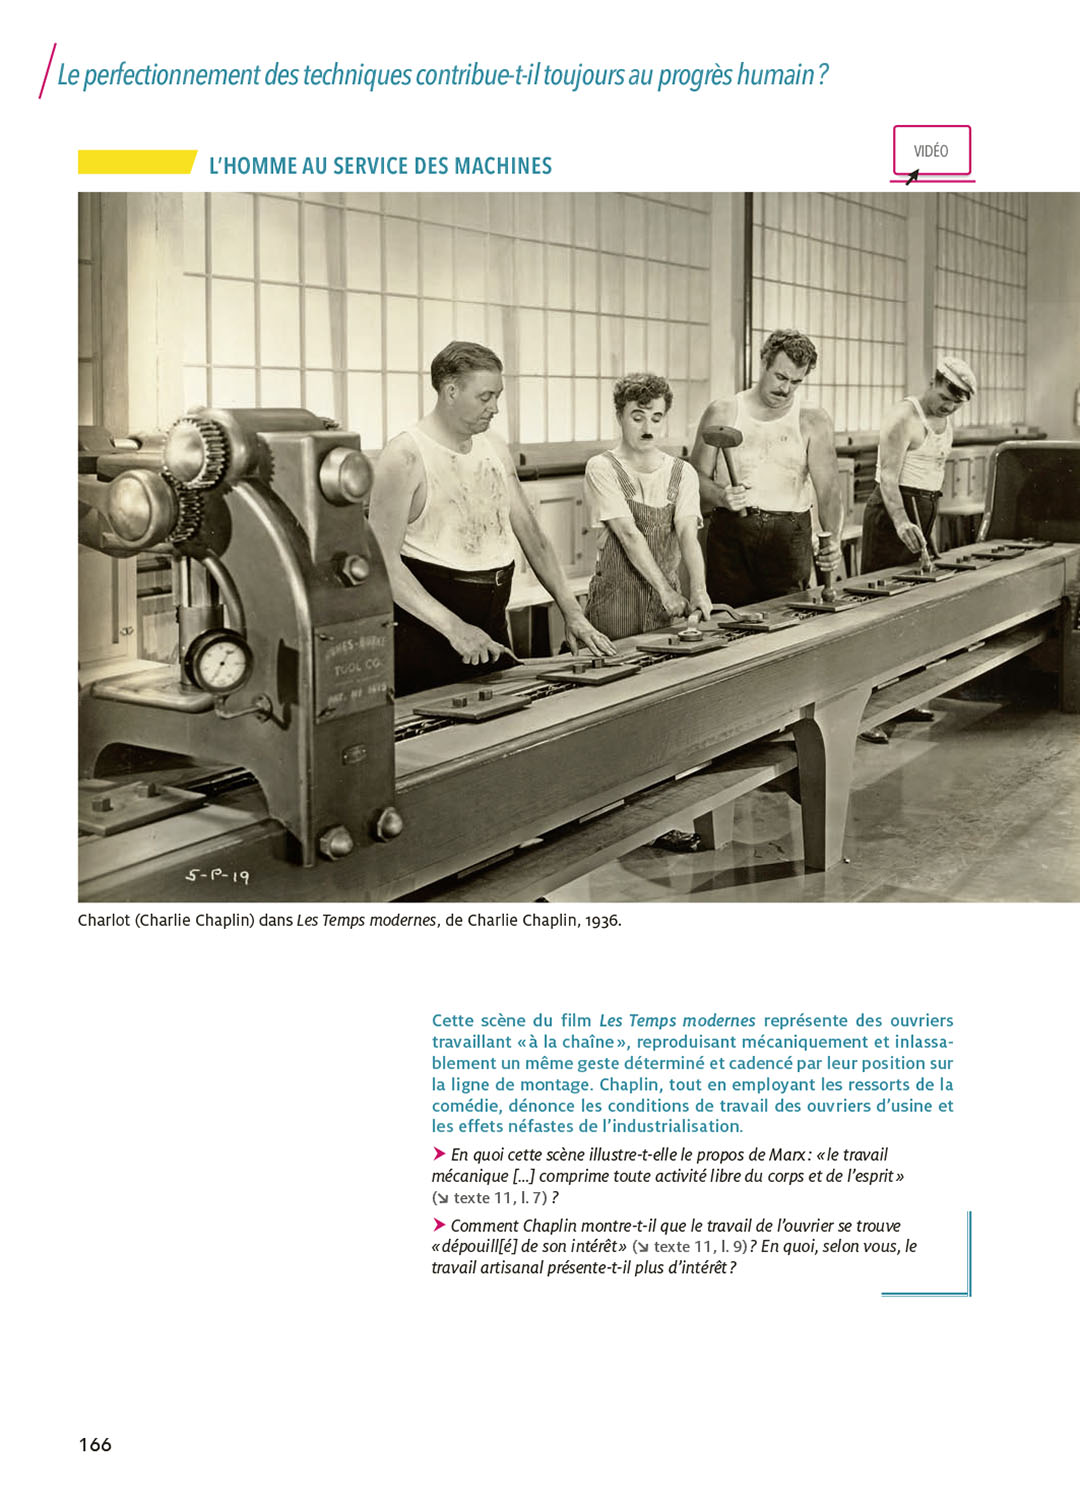 Le perfectionnement des techniques contribue-t-il toujours au progrès humain ?
L'HOMME AU SERVICE DES MACHINES
VIDÉO
TOOL CO.
5-P-19
Charlot (Charlie Chaplin) dans Les Temps modernes, de Charlie Chaplin, 1936.
Cette scène du film Les Temps modernes représente des ouvriers
travaillant « à la chaîne », reproduisant mécaniquement et inlassa-
blement un même geste déterminé et cadencé par leur position sur
la ligne de montage. Chaplin, tout en employant les ressorts de la
comédie, dénonce les conditions de travail des ouvriers d'usine et
les effets néfastes de l'industrialisation.
➤ En quoi cette scène illustre-t-elle le propos de Marx : « le travail
mécanique [...] comprime toute activité libre du corps et de l'esprit »
(↘ texte 11, l. 7) ?
➤ Comment Chaplin montre-t-il que le travail de l'ouvrier se trouve
« dépouill[é] de son intérêt » (↘ texte 11, l. 9) ? En quoi, selon vous, le
travail artisanal présente-t-il plus d'intérêt ?
166